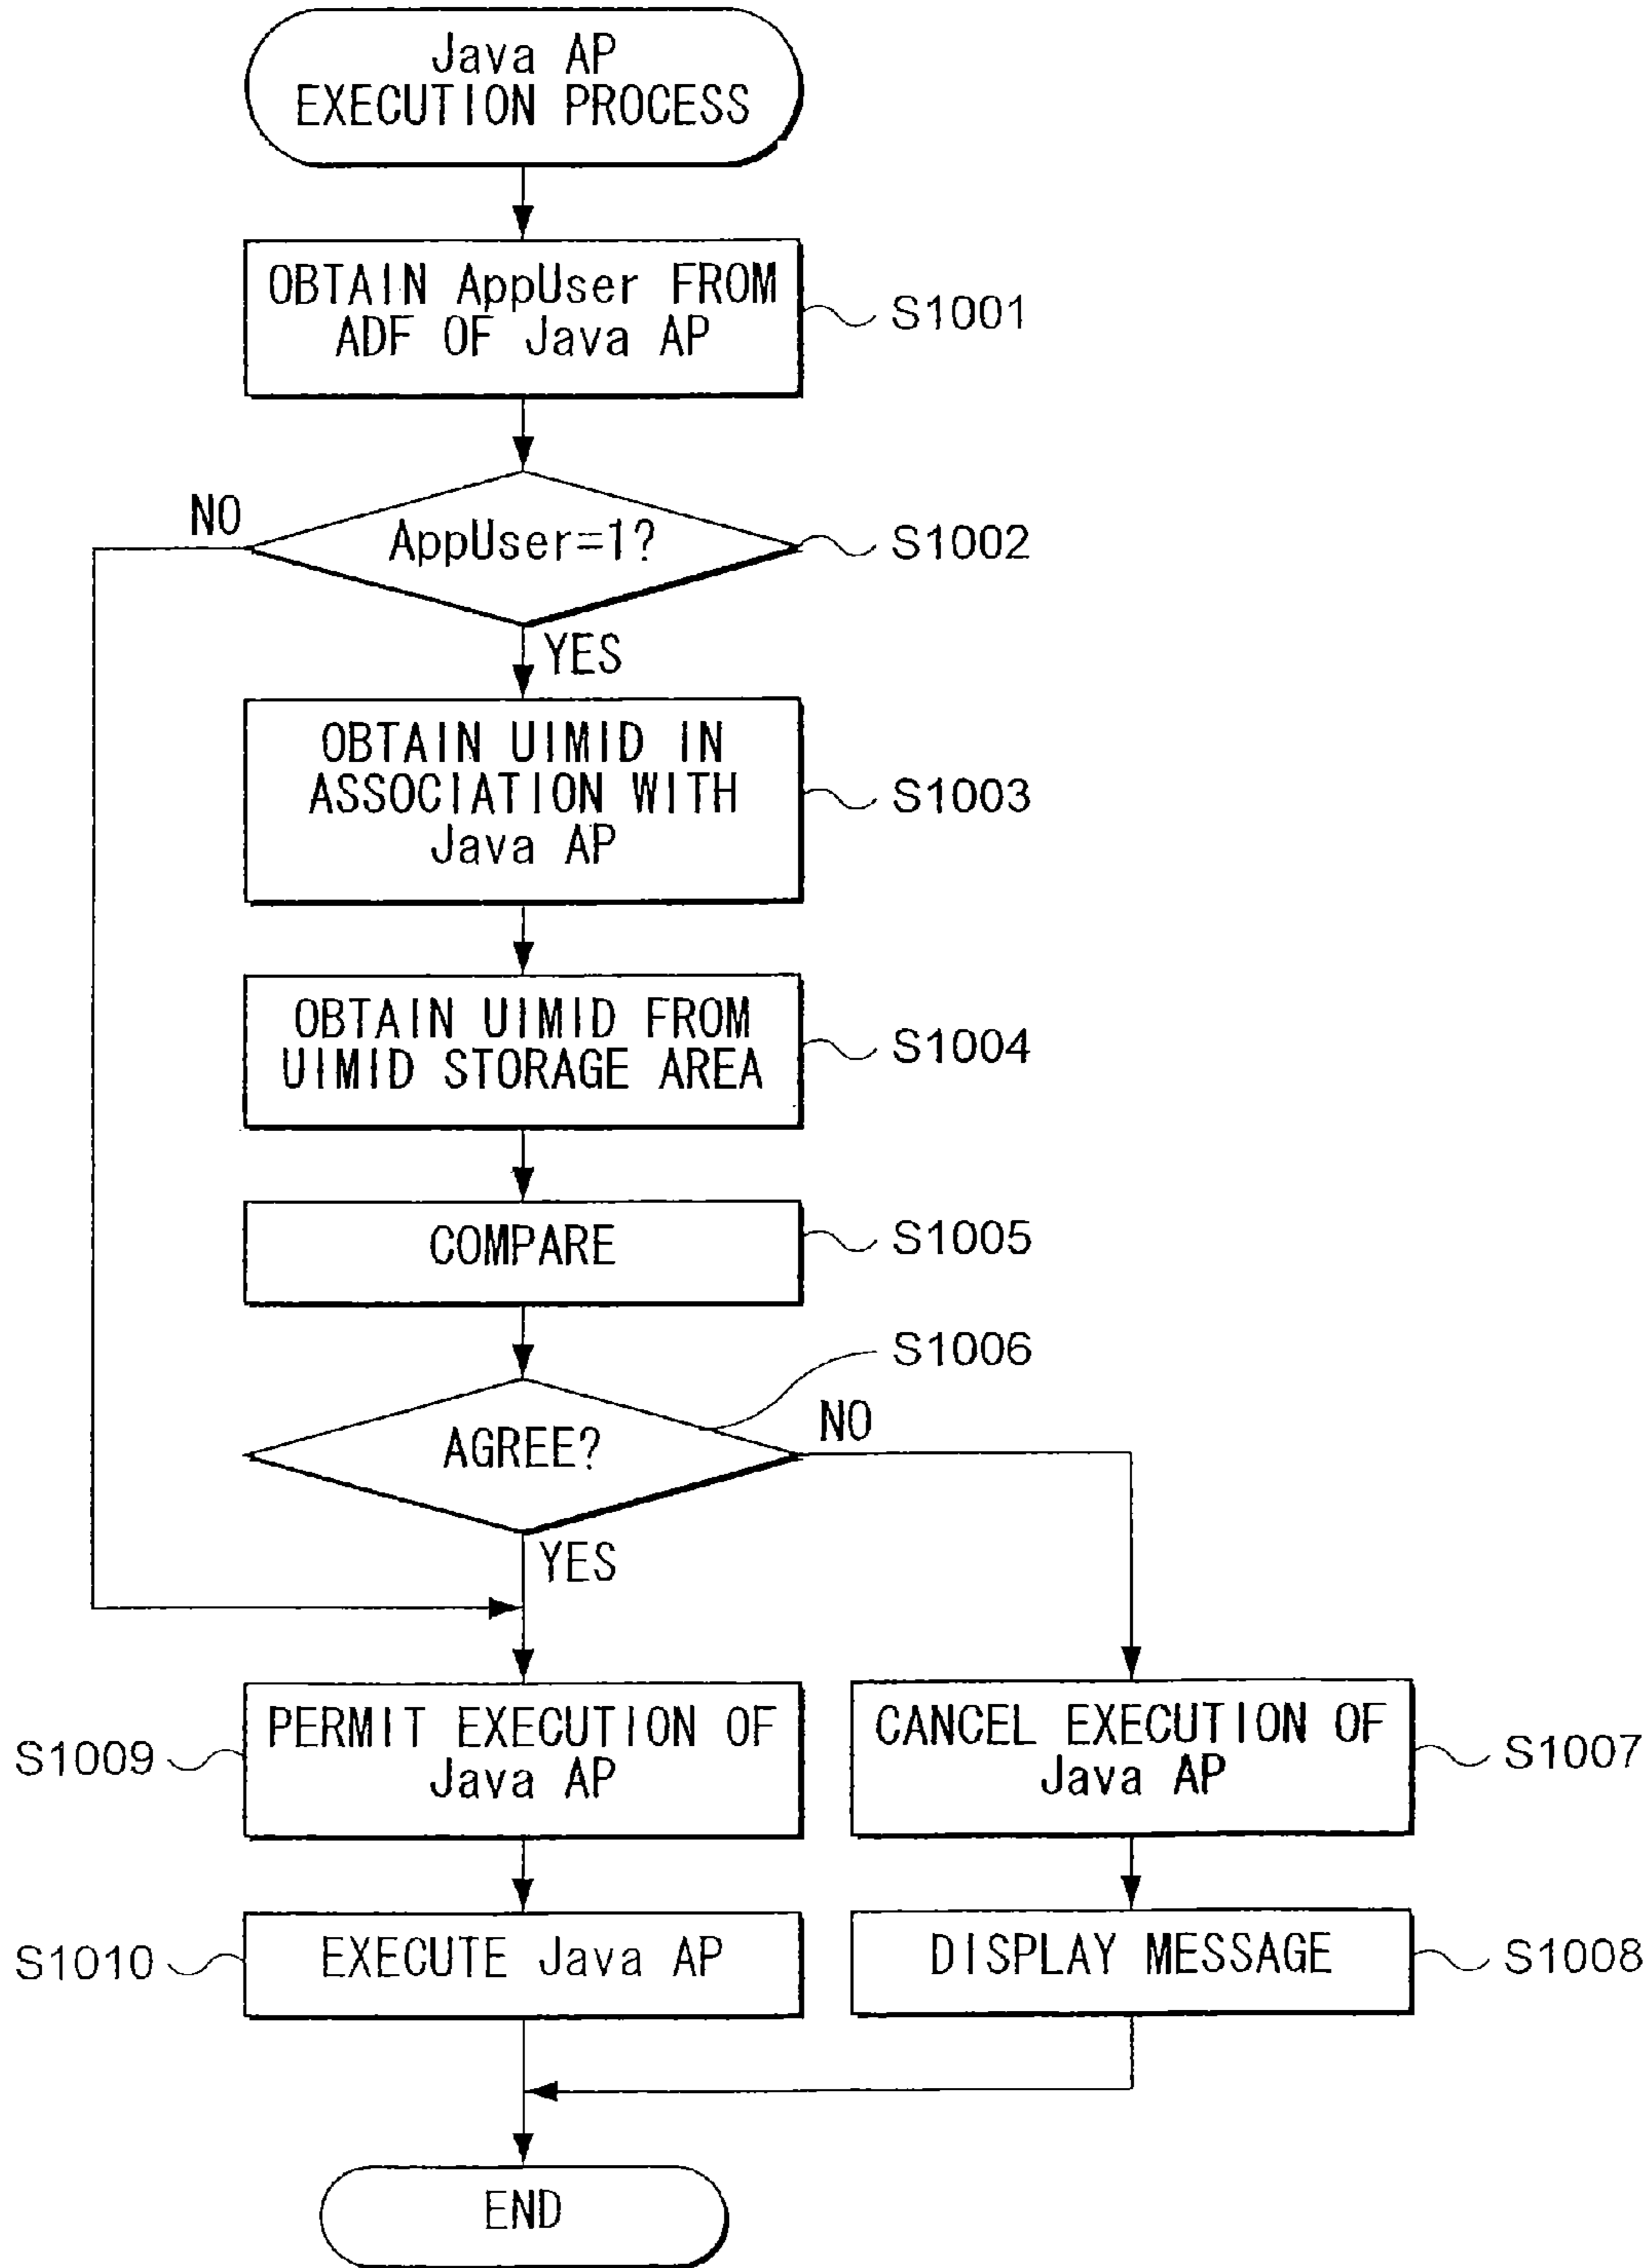 Java AP
EXECUTION PROCESS
OBTAIN AppUser FROM
ADF OF Java AP
S1001
NO
AppUser=1?
S1002
YES
OBTAIN UIMID IN
ASSOCIATION WITH
Java AP
S1003
OBTAIN UIMID FROM
UIMID STORAGE AREA
S1004
COMPARE
S1005
S1006
AGREE?
NO
YES
S1009
PERMIT EXECUTION OF
Java AP
CANCEL EXECUTION OF
Java AP
S1007
S1010
EXECUTE Java AP
DISPLAY MESSAGE
S1008
END